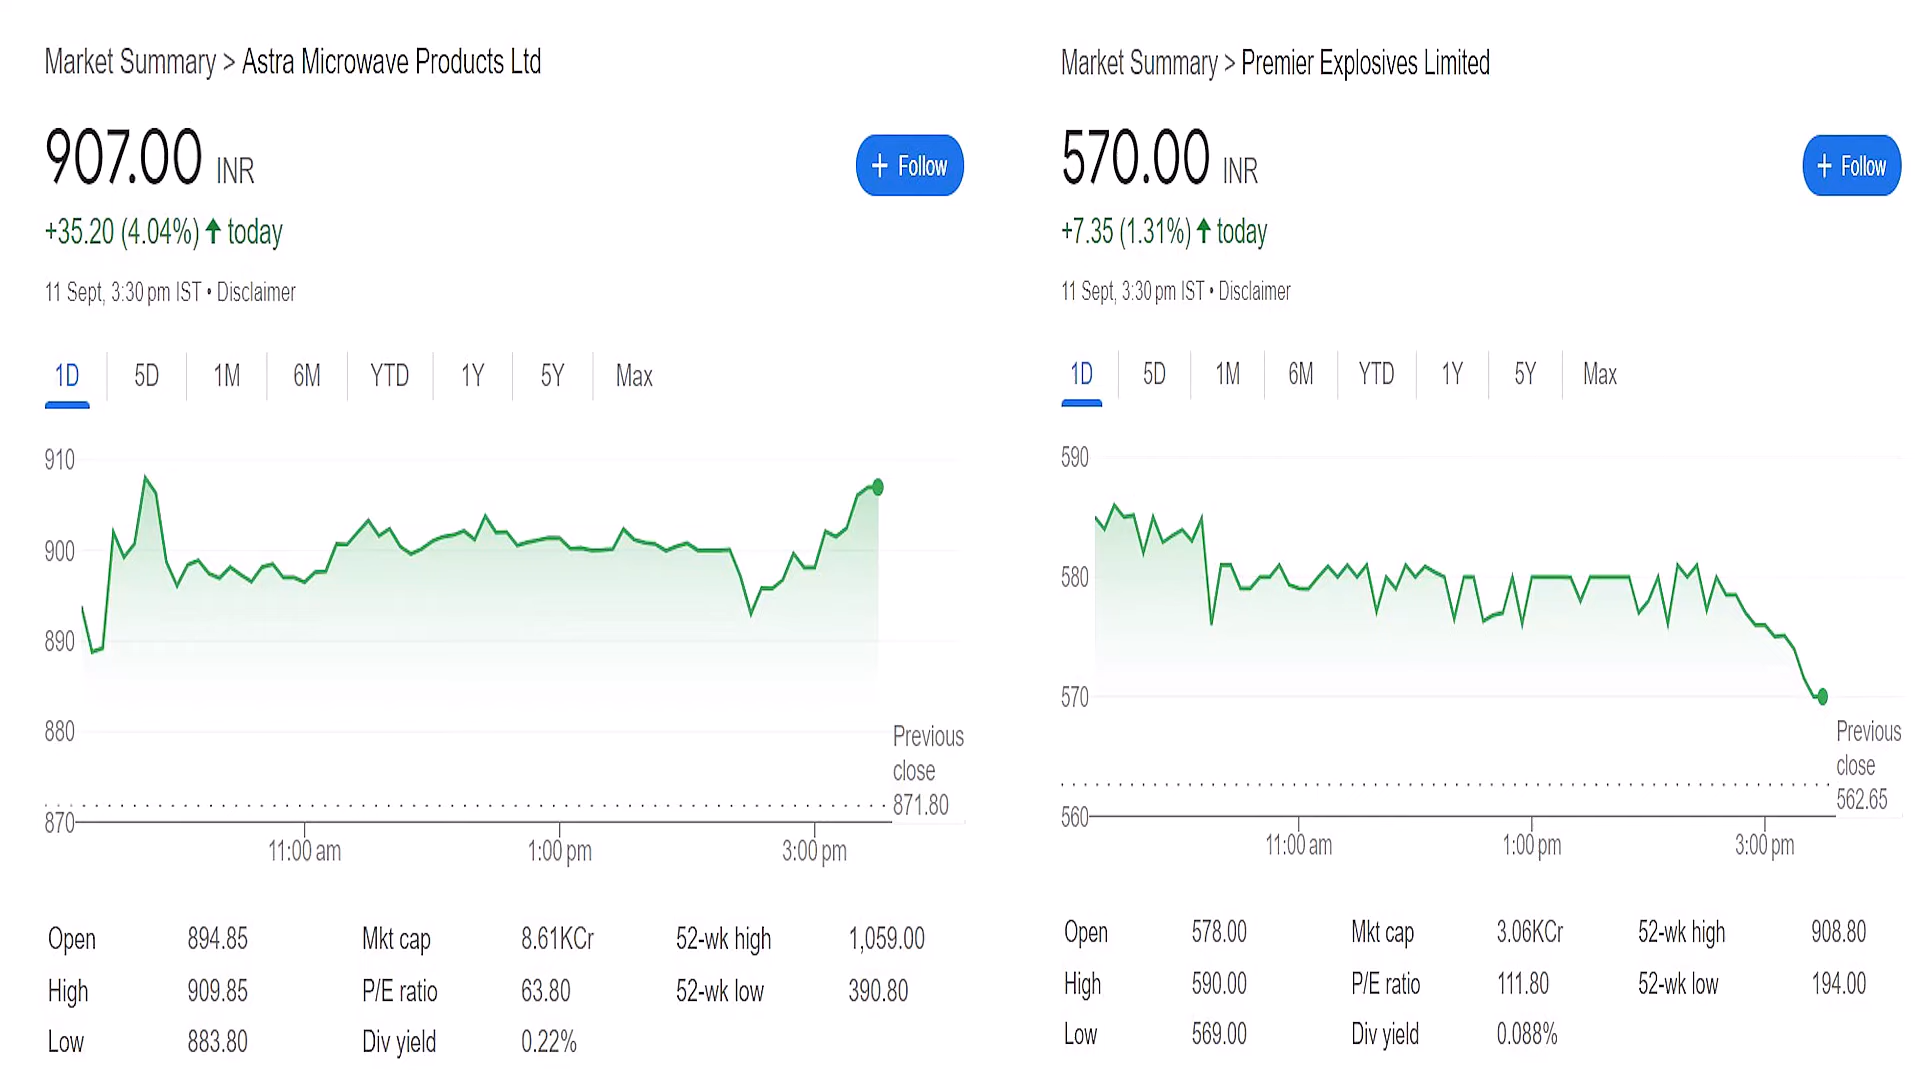 Market Summary > Astra Microwave Products Ltd
907.00 INR
+ Follow
+35.20 (4.04%) ↑ today
11 Sept, 3:30 pm IST • Disclaimer
1D 5D 1M 6M YTD 1Y 5Y Max
910
900
890
880
870
Previous
close
871.80
11:00 am 1:00 pm 3:00 pm
Open 894.85 Mkt cap 8.61KCr 52-wk high 1,059.00
High 909.85 P/E ratio 63.80 52-wk low 390.80
Low 883.80 Div yield 0.22%
Market Summary > Premier Explosives Limited
570.00 INR
+ Follow
+7.35 (1.31%) ↑ today
11 Sept, 3:30 pm IST • Disclaimer
1D 5D 1M 6M YTD 1Y 5Y Max
590
580
570
560
Previous
close
562.65
11:00 am 1:00 pm 3:00 pm
Open 578.00 Mkt cap 3.06KCr 52-wk high 908.80
High 590.00 P/E ratio 111.80 52-wk low 194.00
Low 569.00 Div yield 0.088%